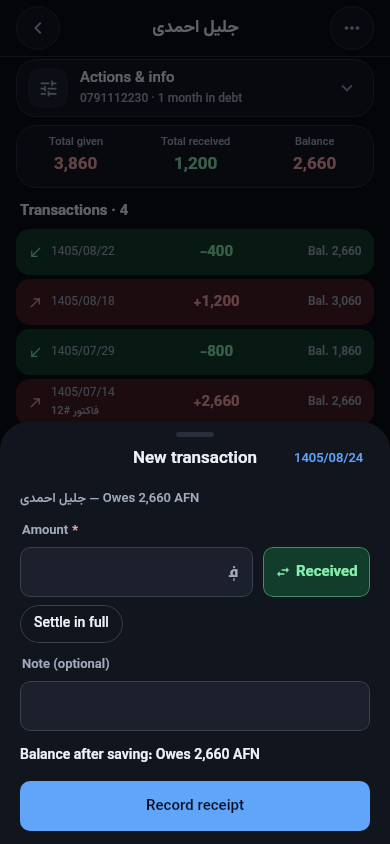 جلیل احمدی
Actions & info
0791112230 · 1 month in debt
Total given
Total received
Balance
3,860
1,200
2,660
Transactions · 4
1405/08/22
−400
Bal. 2,660
1405/08/18
+1,200
Bal. 3,060
1405/07/29
−800
Bal. 1,860
1405/07/14
فاکتور #12
+2,660
Bal. 2,660
New transaction
1405/08/24
جلیل احمدی — Owes 2,660 AFN
Amount *
؋
Received
Settle in full
Note (optional)
Balance after saving: Owes 2,660 AFN
Record receipt